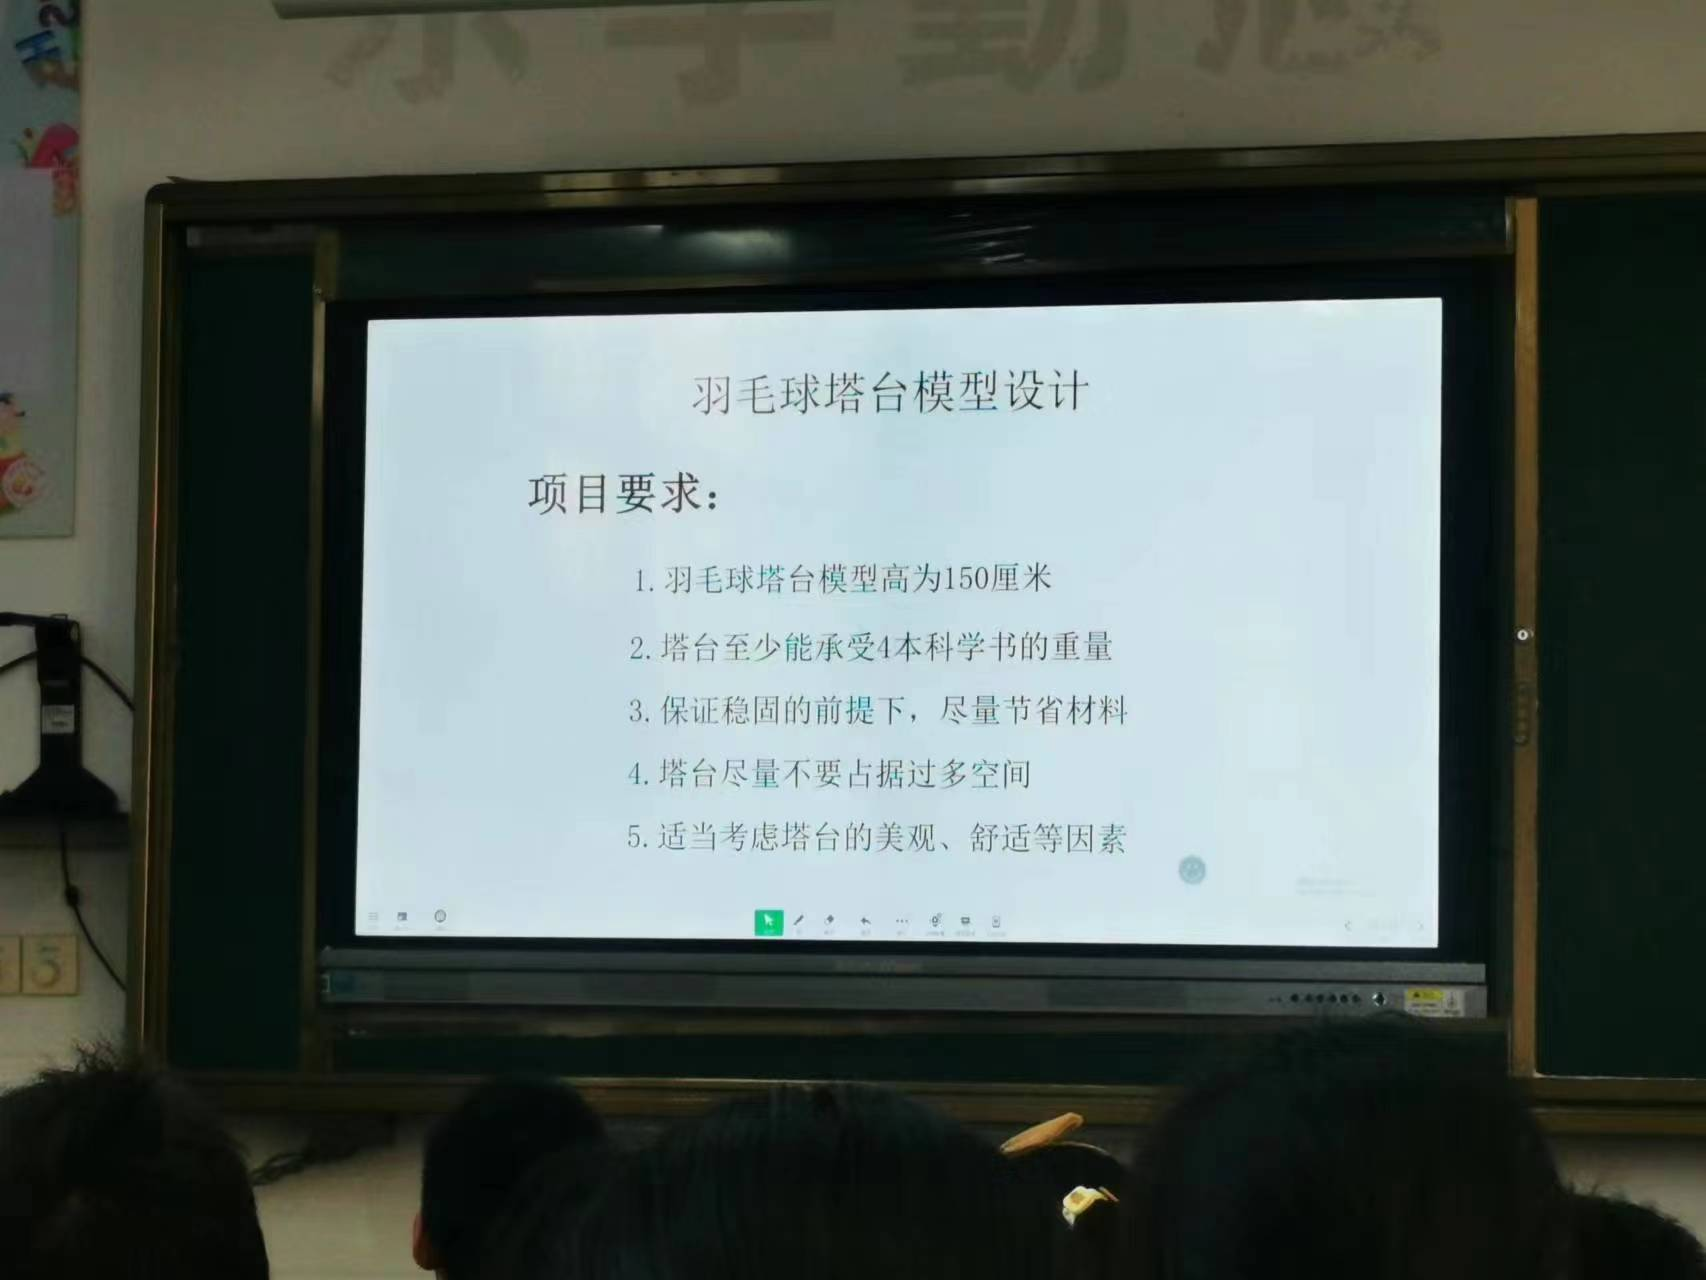 羽毛球塔台模型设计
项目要求：
1.羽毛球塔台模型高为150厘米
2.塔台至少能承受4本科学书的重量
3.保证稳固的前提下，尽量节省材料
4.塔台尽量不要占据过多空间
5.适当考虑塔台的美观、舒适等因素
5